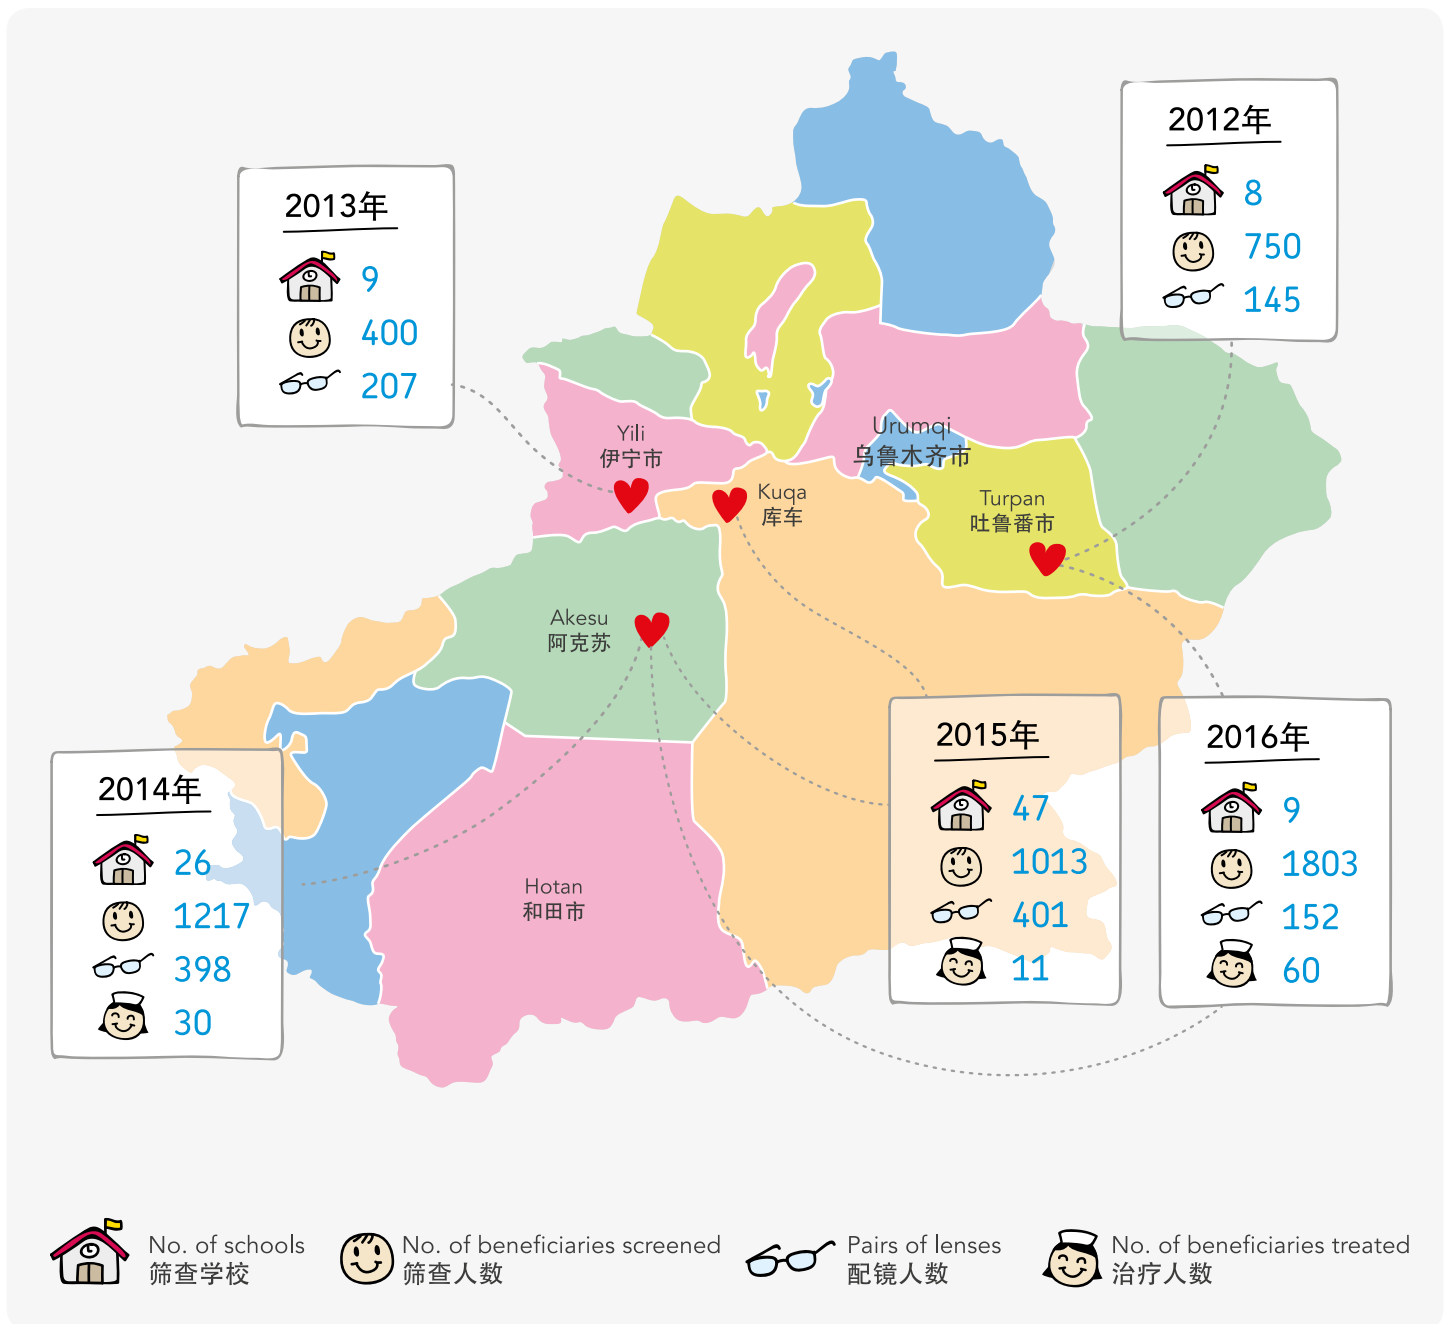 2012年
8
750
145
2013年
9
400
207
Yili
伊宁市
Urumqi
乌鲁木齐市
Kuqa
库车
Turpan
吐鲁番市
Akesu
阿克苏
Hotan
和田市
2014年
26
1217
398
30
2015年
47
1013
401
11
2016年
9
1803
152
60
No. of schools
筛查学校
No. of beneficiaries screened
筛查人数
Pairs of lenses
配镜人数
No. of beneficiaries treated
治疗人数